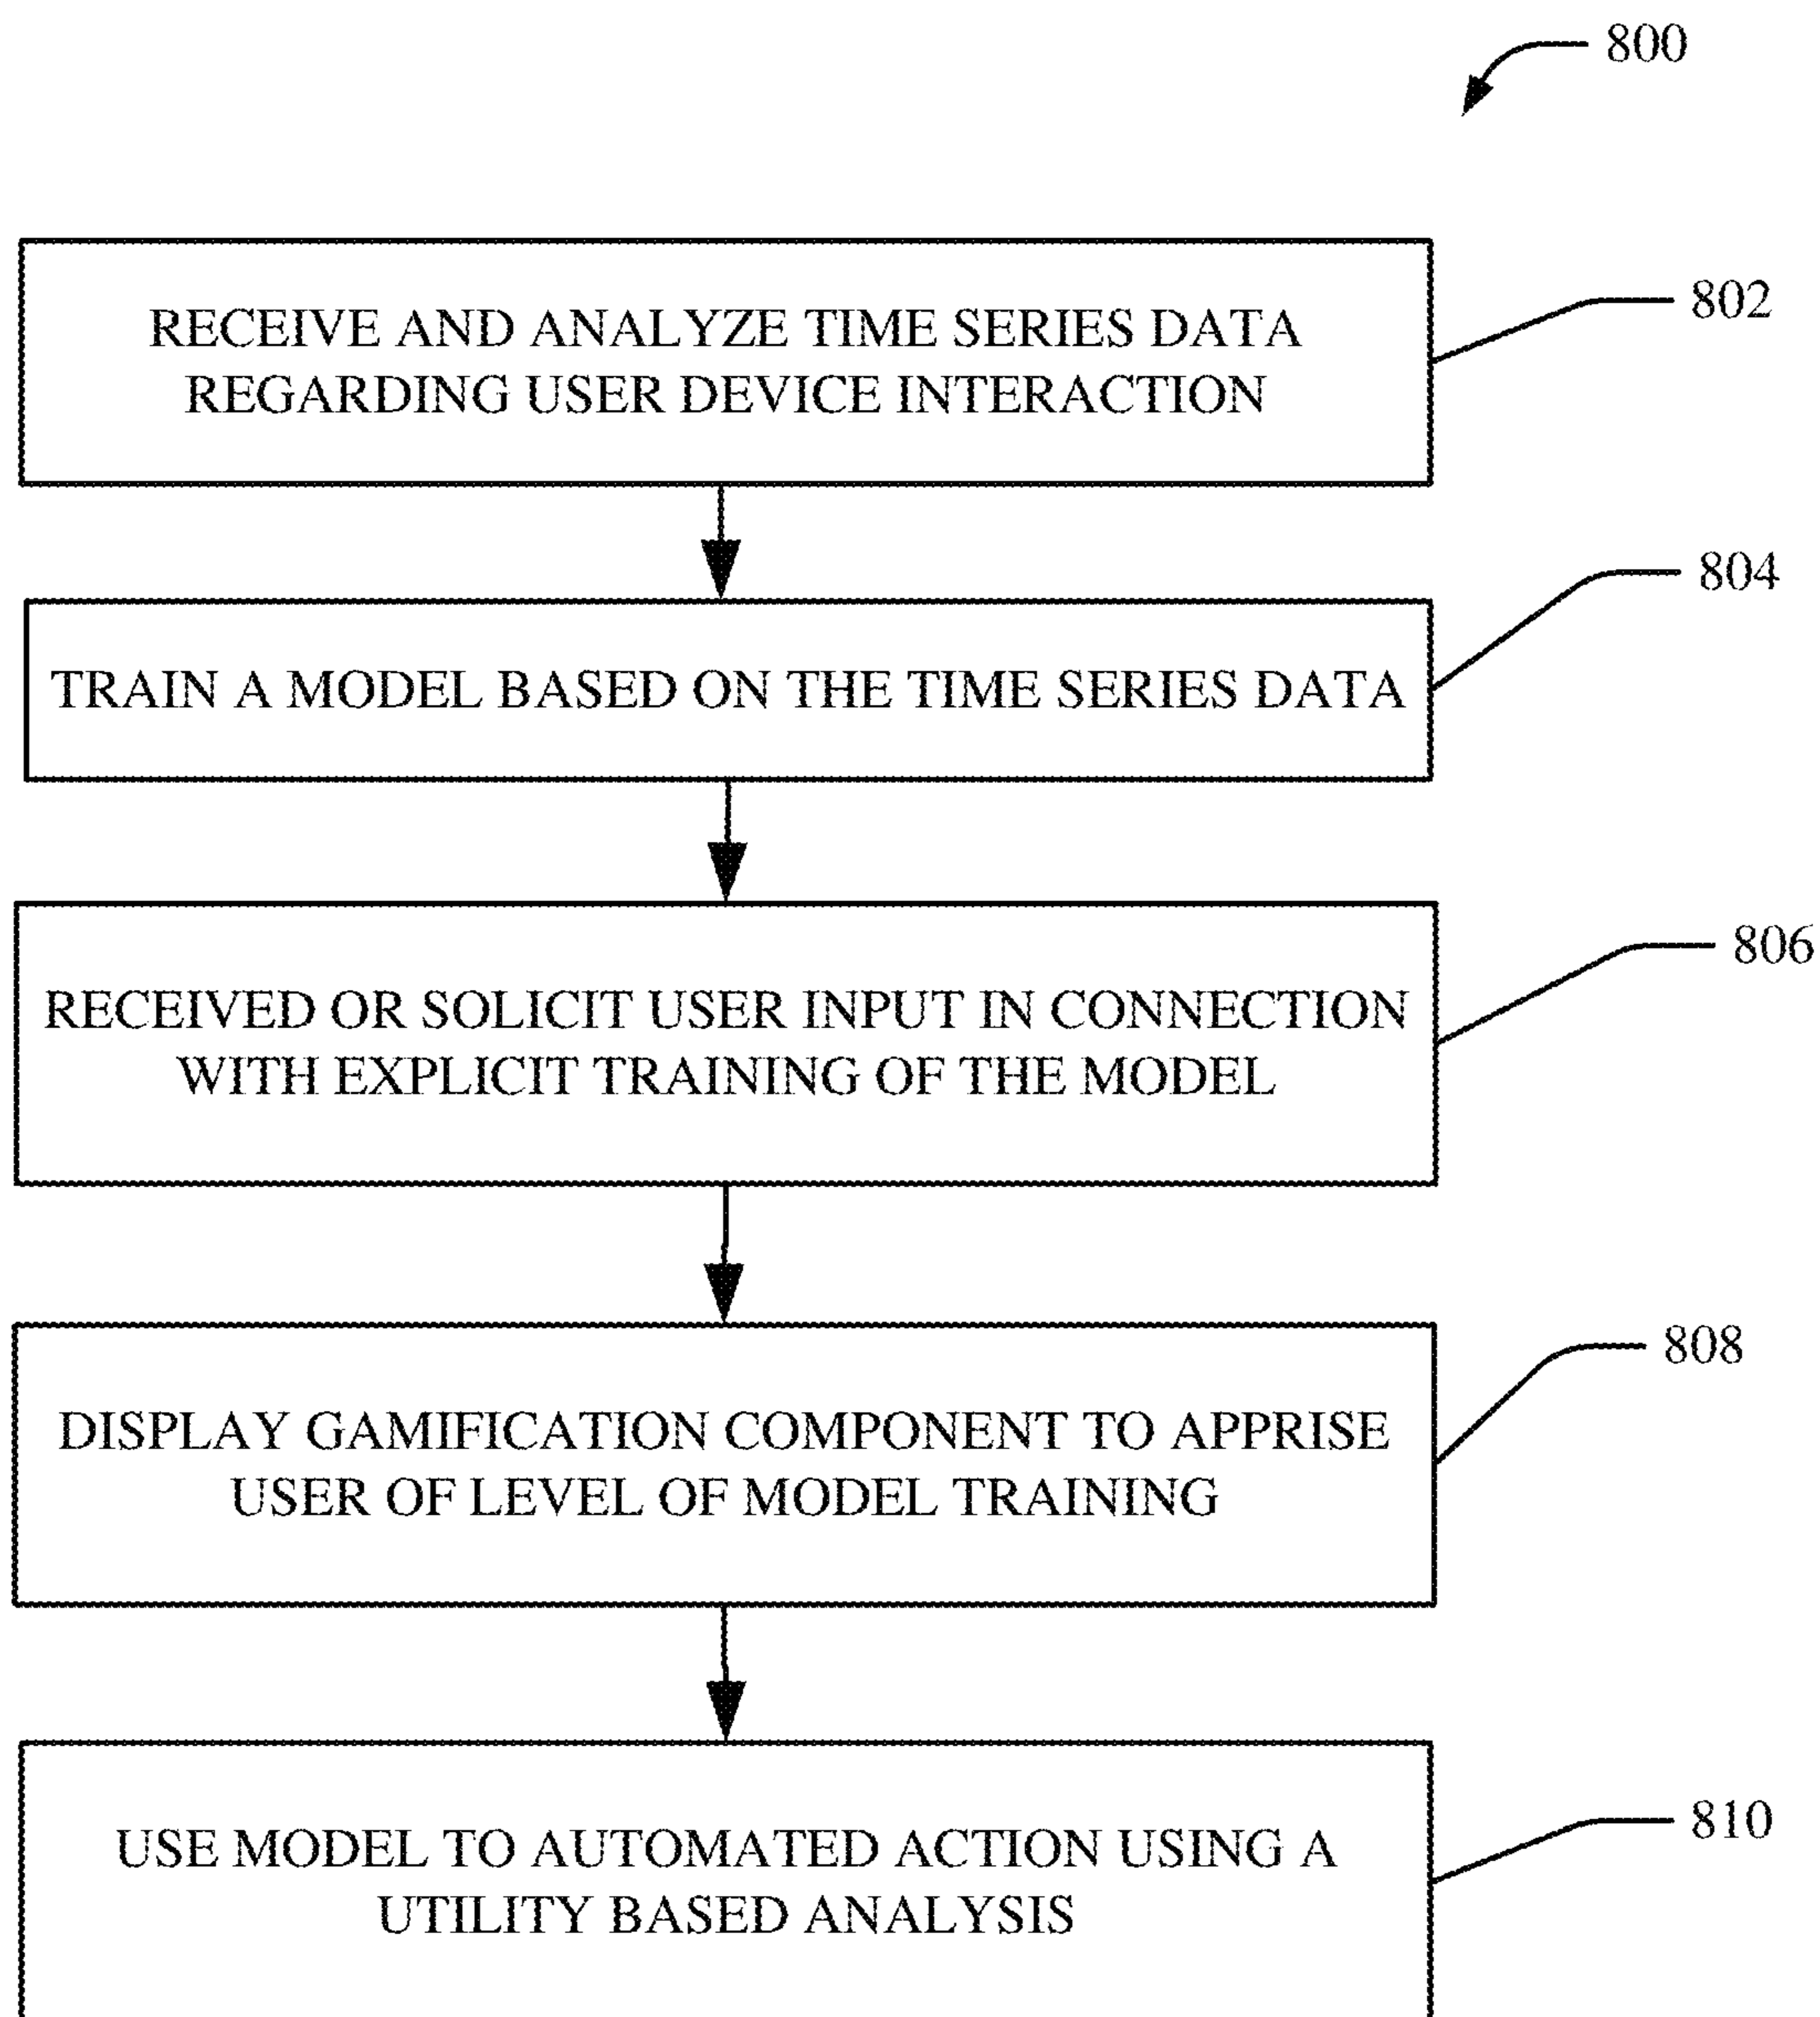 800
RECEIVE AND ANALYZE TIME SERIES DATA
REGARDING USER DEVICE INTERACTION
802
TRAIN A MODEL BASED ON THE TIME SERIES DATA
804
RECEIVED OR SOLICIT USER INPUT IN CONNECTION
WITH EXPLICIT TRAINING OF THE MODEL
806
DISPLAY GAMIFICATION COMPONENT TO APPRISE
USER OF LEVEL OF MODEL TRAINING
808
USE MODEL TO AUTOMATED ACTION USING A
UTILITY BASED ANALYSIS
810